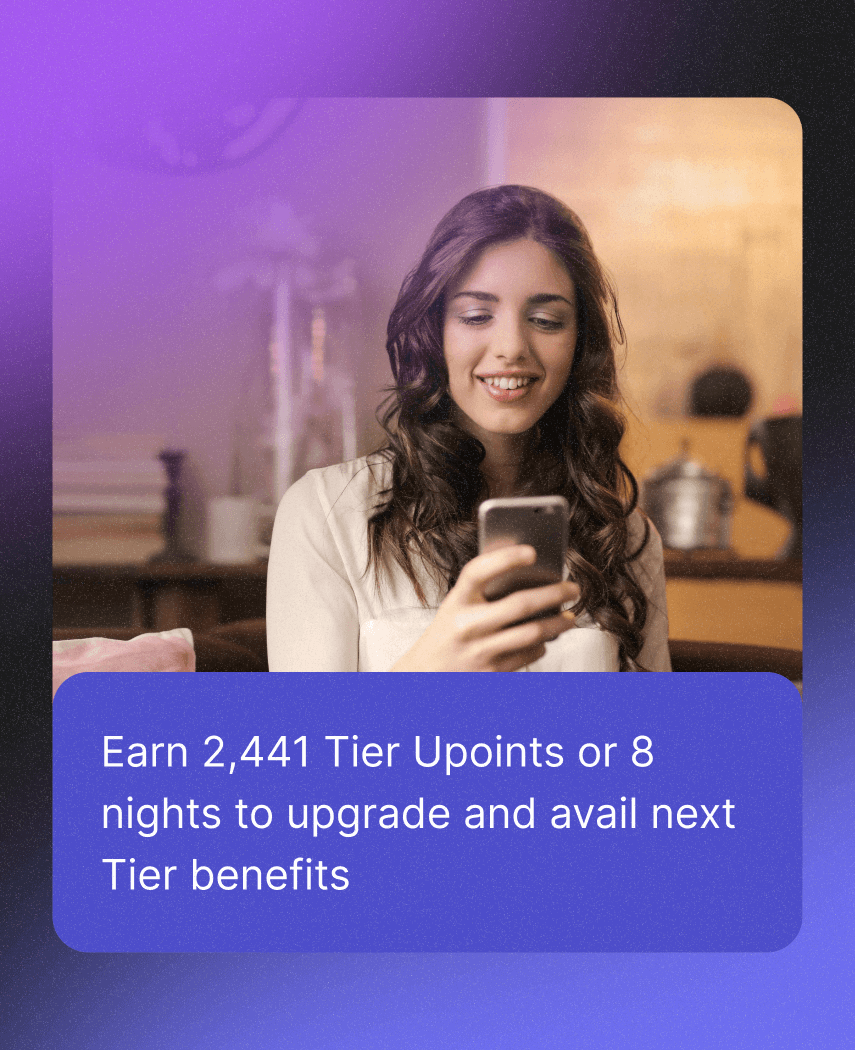 Earn 2,441 Tier Upoints or 8
nights to upgrade and avail next
Tier benefits